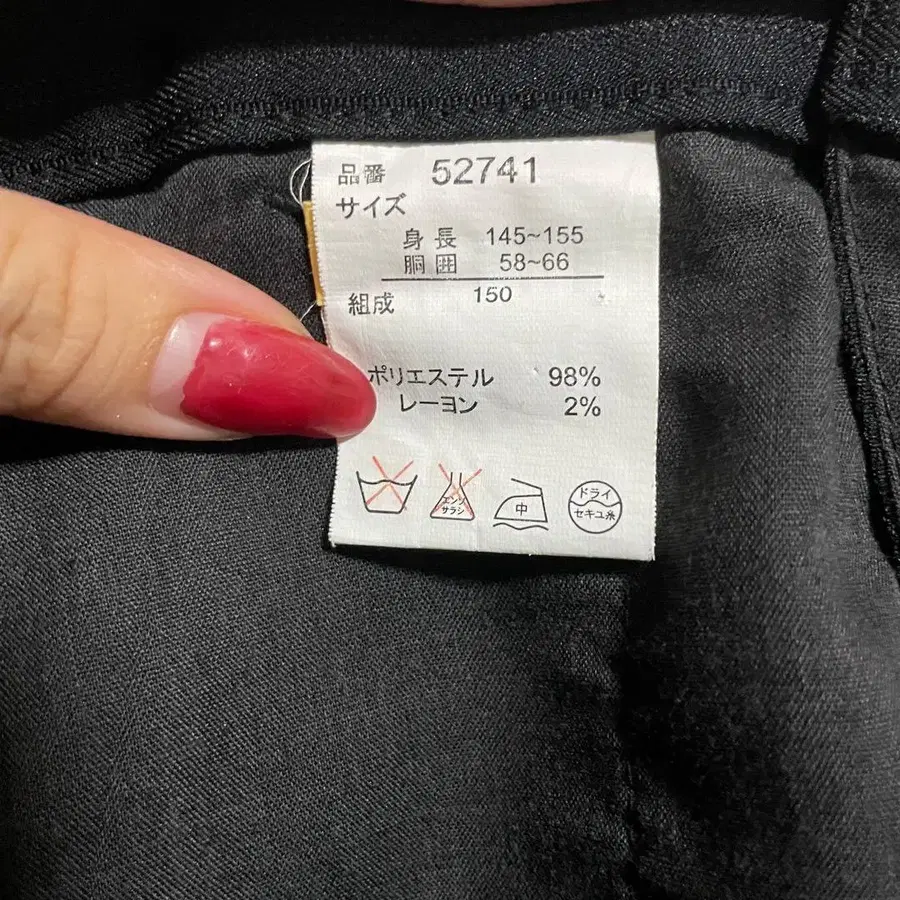 品番 52741
サイズ
身長 145~155
胴囲 58~66
150
組成
ポリエステル 98%
レーヨン 2%
エンソ
サラシ
中
ドライ
セキユ系